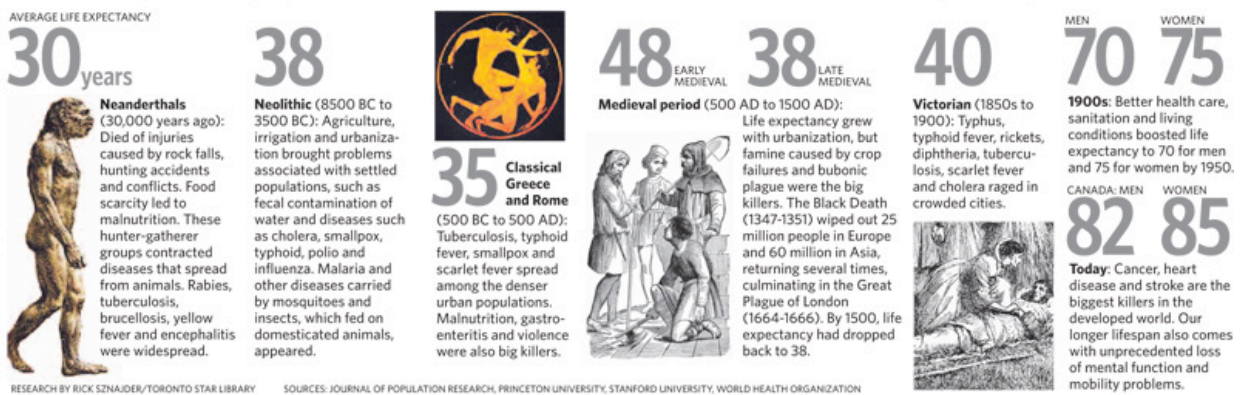 AVERAGE LIFE EXPECTANCY
30 years
Neanderthals
(30,000 years ago):
Died of injuries
caused by rock falls,
hunting accidents
and conflicts. Food
scarcity led to
malnutrition. These
hunter-gatherer
groups contracted
diseases that spread
from animals. Rabies,
tuberculosis,
brucellosis, yellow
fever and encephalitis
were widespread.
38
Neolithic (8500 BC to
3500 BC): Agriculture,
irrigation and urbaniza-
tion brought problems
associated with settled
populations, such as
fecal contamination of
water and diseases such
as cholera, smallpox,
typhoid, polio and
influenza. Malaria and
other diseases carried
by mosquitoes and
insects, which fed on
domesticated animals,
appeared.
35
Classical
Greece
and Rome
(500 BC to 500 AD):
Tuberculosis, typhoid
fever, smallpox and
scarlet fever spread
among the denser
urban populations.
Malnutrition, gastro-
enteritis and violence
were also big killers.
48 EARLY
MEDIEVAL
38 LATE
MEDIEVAL
Medieval period (500 AD to 1500 AD):
Life expectancy grew
with urbanization, but
famine caused by crop
failures and bubonic
plague were the big
killers. The Black Death
(1347-1351) wiped out 25
million people in Europe
and 60 million in Asia,
returning several times,
culminating in the Great
Plague of London
(1664-1666). By 1500, life
expectancy had dropped
back to 38.
40
Victorian (1850s to
1900): Typhus,
typhoid fever, rickets,
diphtheria, tubercu-
losis, scarlet fever
and cholera raged in
crowded cities.
MEN WOMEN
70 75
1900s: Better health care,
sanitation and living
conditions boosted life
expectancy to 70 for men
and 75 for women by 1950.
CANADA: MEN WOMEN
82 85
Today: Cancer, heart
disease and stroke are the
biggest killers in the
developed world. Our
longer lifespan also comes
with unprecedented loss
of mental function and
mobility problems.
RESEARCH BY RICK SZNAJDER/TORONTO STAR LIBRARY
SOURCES: JOURNAL OF POPULATION RESEARCH, PRINCETON UNIVERSITY, STANFORD UNIVERSITY, WORLD HEALTH ORGANIZATION